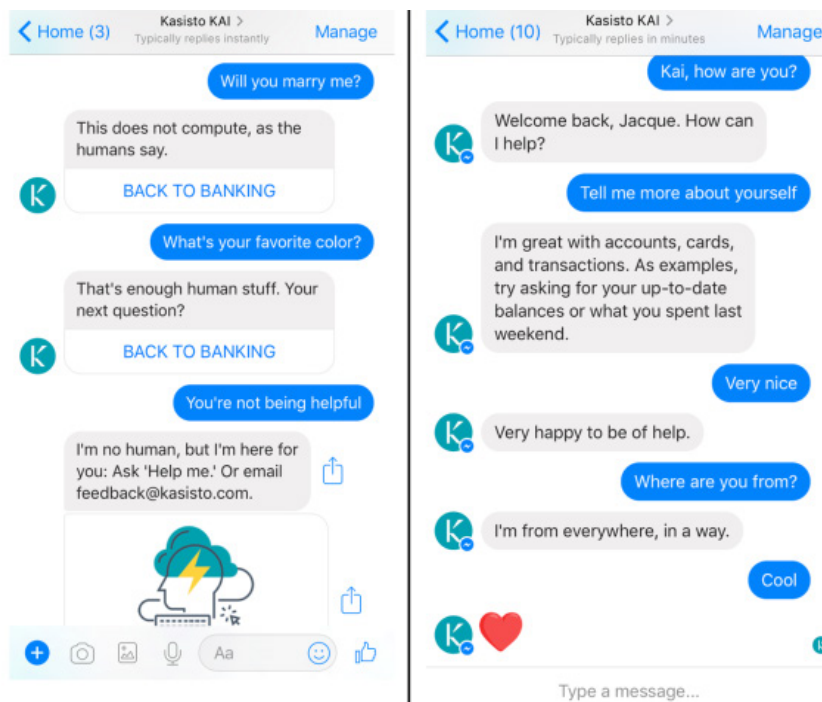 Home (3)
Kasisto KAI >
Typically replies instantly
Manage
Will you marry me?
This does not compute, as the
humans say.
BACK TO BANKING
What's your favorite color?
That's enough human stuff. Your
next question?
BACK TO BANKING
You're not being helpful
I'm no human, but I'm here for
you: Ask 'Help me.' Or email
feedback@kasisto.com.
Aa
Home (10)
Kasisto KAI >
Typically replies in minutes
Manage
Kai, how are you?
Welcome back, Jacque. How can
I help?
Tell me more about yourself
I'm great with accounts, cards,
and transactions. As examples,
try asking for your up-to-date
balances or what you spent last
weekend.
Very nice
Very happy to be of help.
Where are you from?
I'm from everywhere, in a way.
Cool
Type a message...